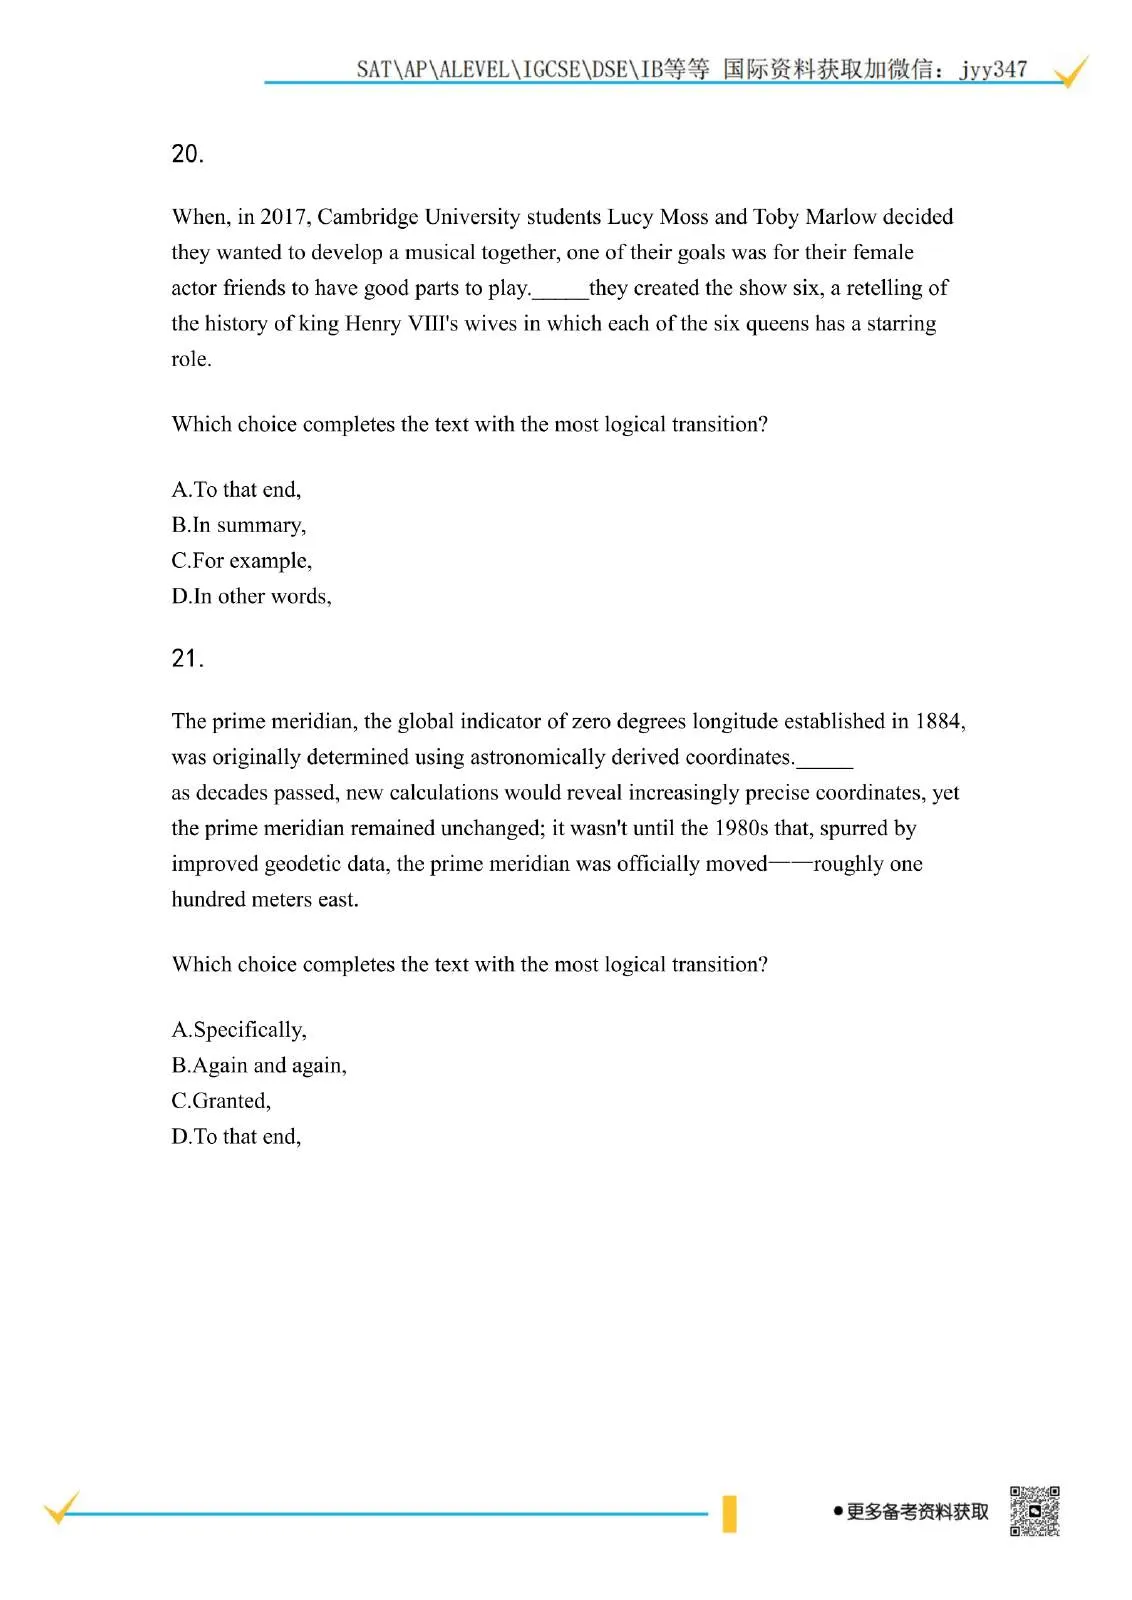 SAT\AP\ALEVEL\IGCSE\DSE\IB等等 国际资料获取加微信：jyy347
20.
When, in 2017, Cambridge University students Lucy Moss and Toby Marlow decided
they wanted to develop a musical together, one of their goals was for their female
actor friends to have good parts to play._____they created the show six, a retelling of
the history of king Henry VIII's wives in which each of the six queens has a starring
role.
Which choice completes the text with the most logical transition?
A.To that end,
B.In summary,
C.For example,
D.In other words,
21.
The prime meridian, the global indicator of zero degrees longitude established in 1884,
was originally determined using astronomically derived coordinates._____
as decades passed, new calculations would reveal increasingly precise coordinates, yet
the prime meridian remained unchanged; it wasn't until the 1980s that, spurred by
improved geodetic data, the prime meridian was officially moved——roughly one
hundred meters east.
Which choice completes the text with the most logical transition?
A.Specifically,
B.Again and again,
C.Granted,
D.To that end,
●更多备考资料获取